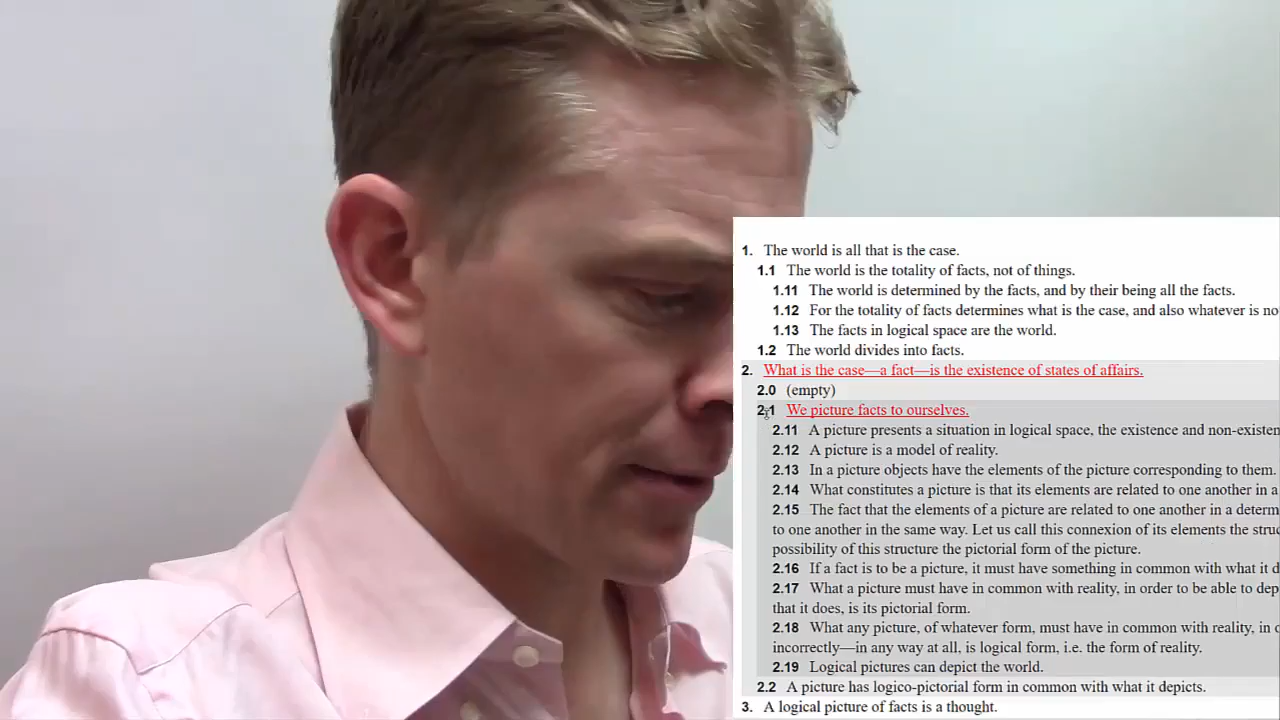 1. The world is all that is the case.
1.1 The world is the totality of facts, not of things.
1.11 The world is determined by the facts, and by their being all the facts.
1.12 For the totality of facts determines what is the case, and also whatever is no
1.13 The facts in logical space are the world.
1.2 The world divides into facts.
2. What is the case—a fact—is the existence of states of affairs.
2.0 (empty)
2.1 We picture facts to ourselves.
2.11 A picture presents a situation in logical space, the existence and non-existen
2.12 A picture is a model of reality.
2.13 In a picture objects have the elements of the picture corresponding to them.
2.14 What constitutes a picture is that its elements are related to one another in a
2.15 The fact that the elements of a picture are related to one another in a determ
to one another in the same way. Let us call this connexion of its elements the struc
possibility of this structure the pictorial form of the picture.
2.16 If a fact is to be a picture, it must have something in common with what it d
2.17 What a picture must have in common with reality, in order to be able to dep
that it does, is its pictorial form.
2.18 What any picture, of whatever form, must have in common with reality, in o
incorrectly—in any way at all, is logical form, i.e. the form of reality.
2.19 Logical pictures can depict the world.
2.2 A picture has logico-pictorial form in common with what it depicts.
3. A logical picture of facts is a thought.